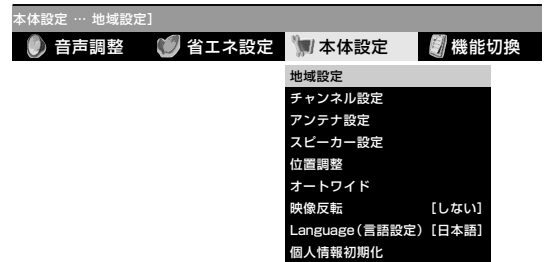 本体設定 … 地域設定]
音声調整 省エネ設定 本体設定 機能切換
地域設定
チャンネル設定
アンテナ設定
スピーカー設定
位置調整
オートワイド
映像反転 [しない]
Language(言語設定) [日本語]
個人情報初期化